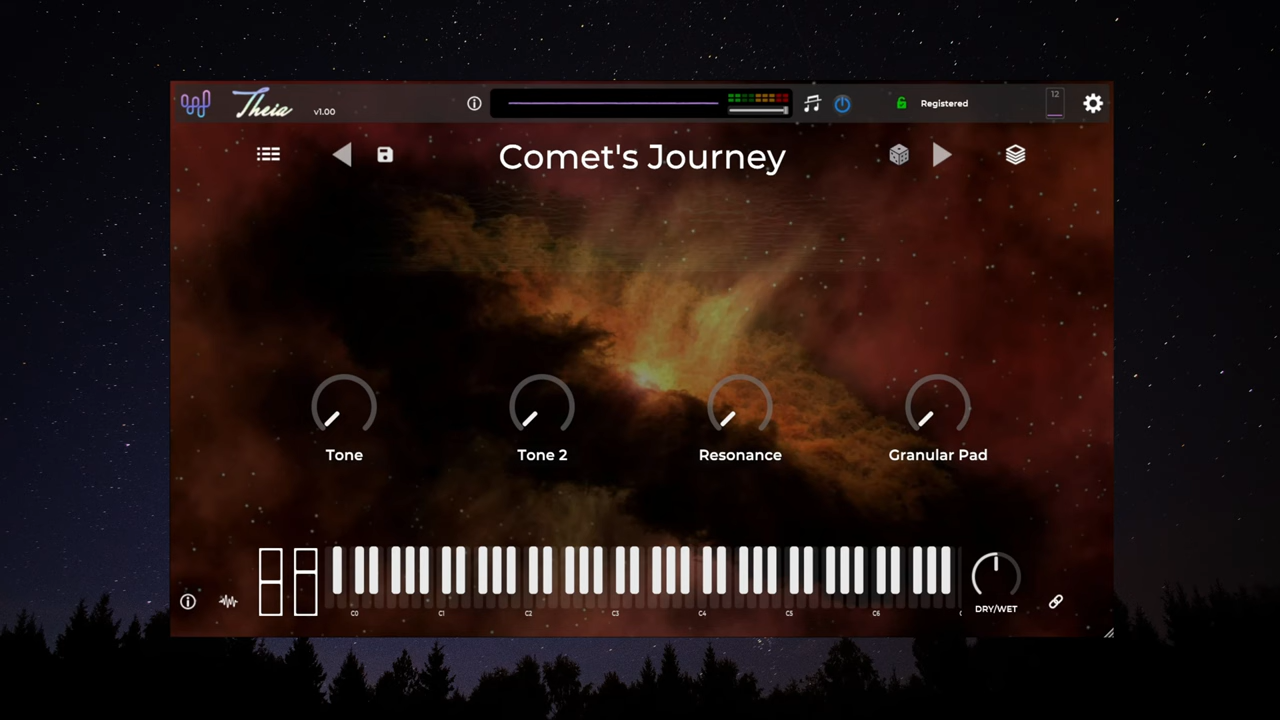 Theia
v1.00
Registered
12
Comet's Journey
Tone
Tone 2
Resonance
Granular Pad
C0
C1
C2
C3
C4
C5
C6
DRY/WET